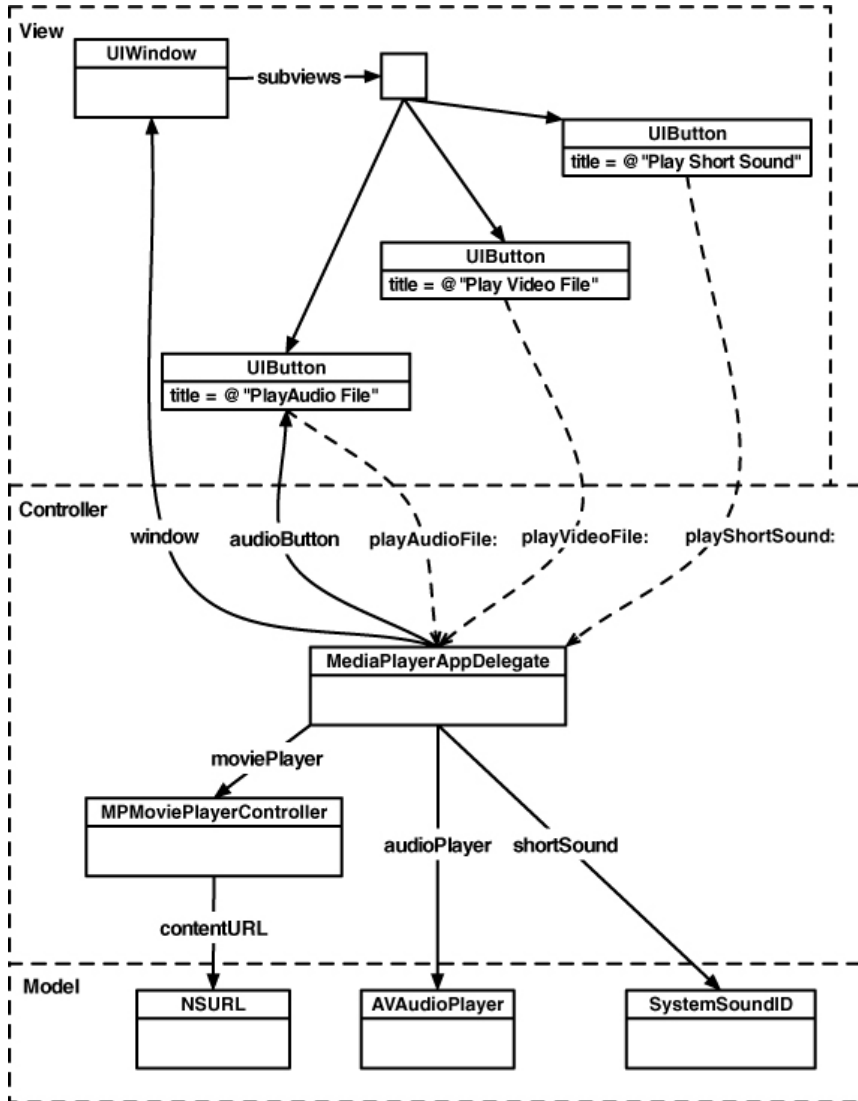 View
UIWindow
subviews
UIButton
title = @"Play Short Sound"
UIButton
title = @"Play Video File"
UIButton
title = @"PlayAudio File"
Controller
window
audioButton
playAudioFile:
playVideoFile:
playShortSound:
MediaPlayerAppDelegate
moviePlayer
MPMoviePlayerController
audioPlayer
shortSound
contentURL
Model
NSURL
AVAudioPlayer
SystemSoundID